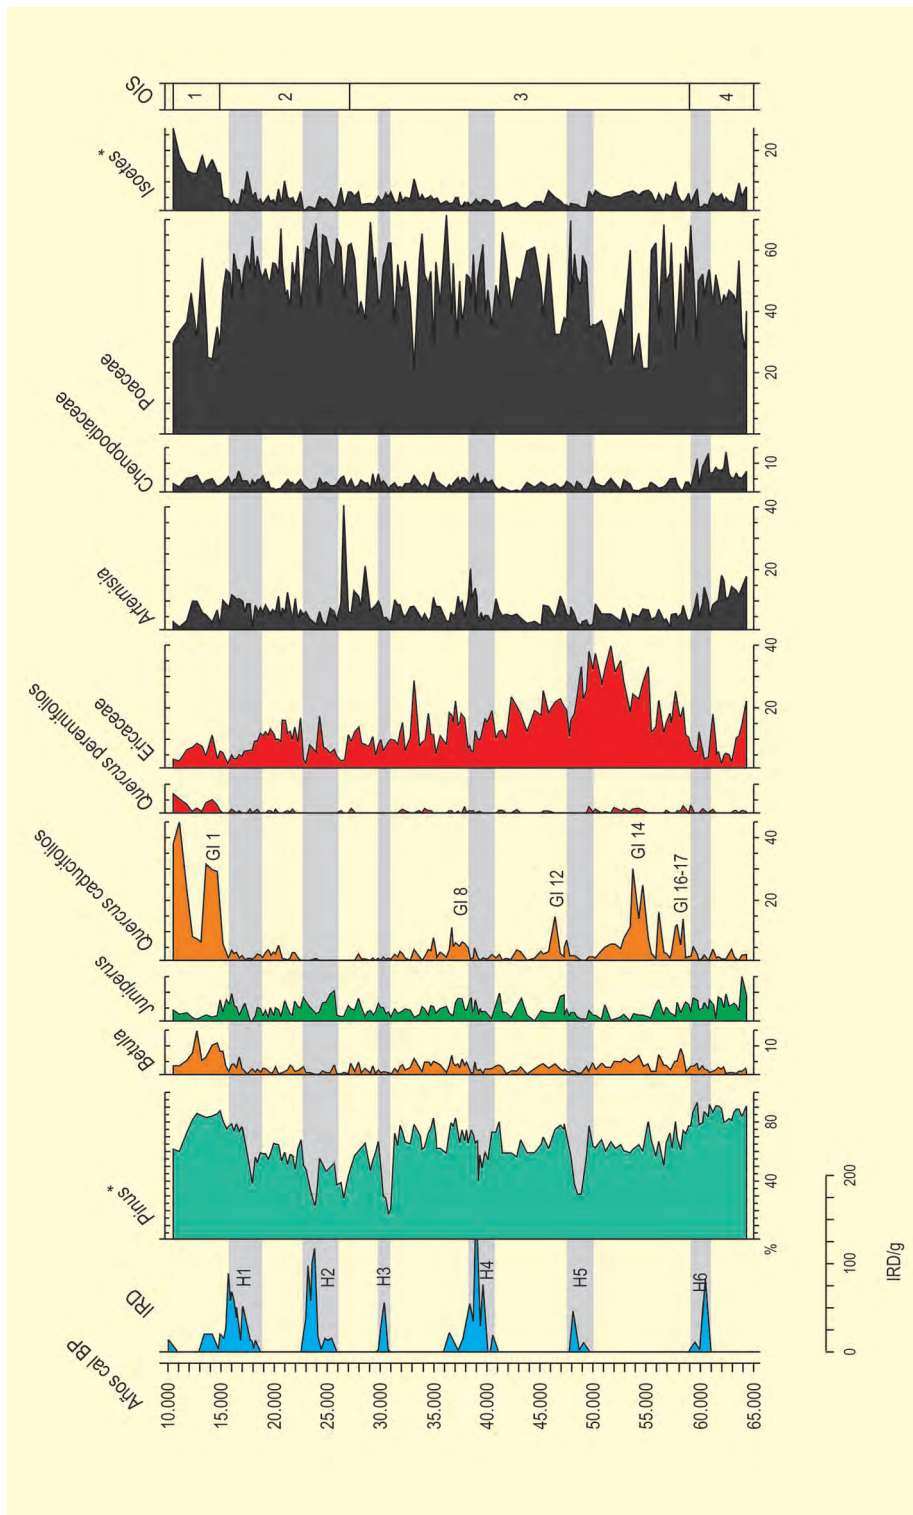 Años cal BP
IRD
Pinus *
Betula
Juniperus
Quercus caducifolios
Quercus perennifolios
Ericaceae
Artemisia
Chenopodiaceae
Poaceae
Isoetes *
OIS
10.000
15.000
20.000
25.000
30.000
35.000
40.000
45.000
50.000
55.000
60.000
65.000
H1
H2
H3
H4
H5
H6
0
100
200
IRD/g
%
40
80
10
20
40
GI 1
GI 8
GI 12
GI 14
GI 16-17
20
40
20
40
10
20
40
60
20
1
2
3
4